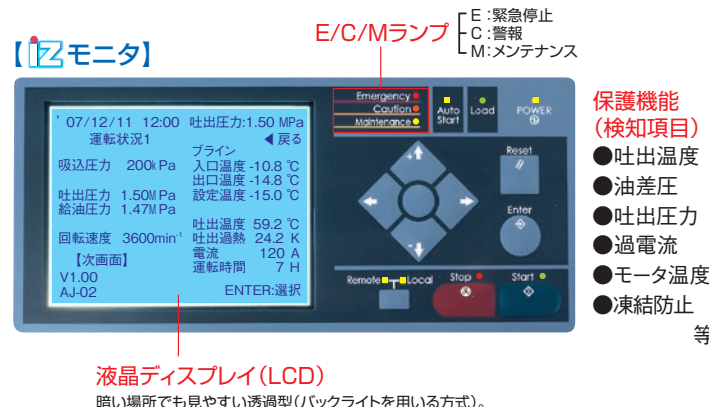 E：緊急停止
E/C/Mランプ C：警報
M：メンテナンス
【iZモニタ】
Emergency
Caution
Maintenance
Auto Start
Load
POWER
' 07/12/11 12:00 吐出圧力:1.50 MPa
運転状況1 ◀戻る
ブライン
吸込圧力 200kPa 入口温度 -10.8 ℃
出口温度 -14.8 ℃
吐出圧力 1.50MPa 設定温度 -15.0 ℃
給油圧力 1.47MPa
吐出温度 59.2 ℃
回転速度 3600min⁻¹ 吐出過熱 24.2 K
電流 120 A
【次画面】 運転時間 7 H
V1.00
AJ-02 ENTER:選択
Reset
Enter
Remote Local
Stop
Start
保護機能
（検知項目）
●吐出温度
●油差圧
●吐出圧力
●過電流
●モータ温度
●凍結防止
等
液晶ディスプレイ（LCD）
暗い場所でも見やすい透過型（バックライトを用いる方式）。